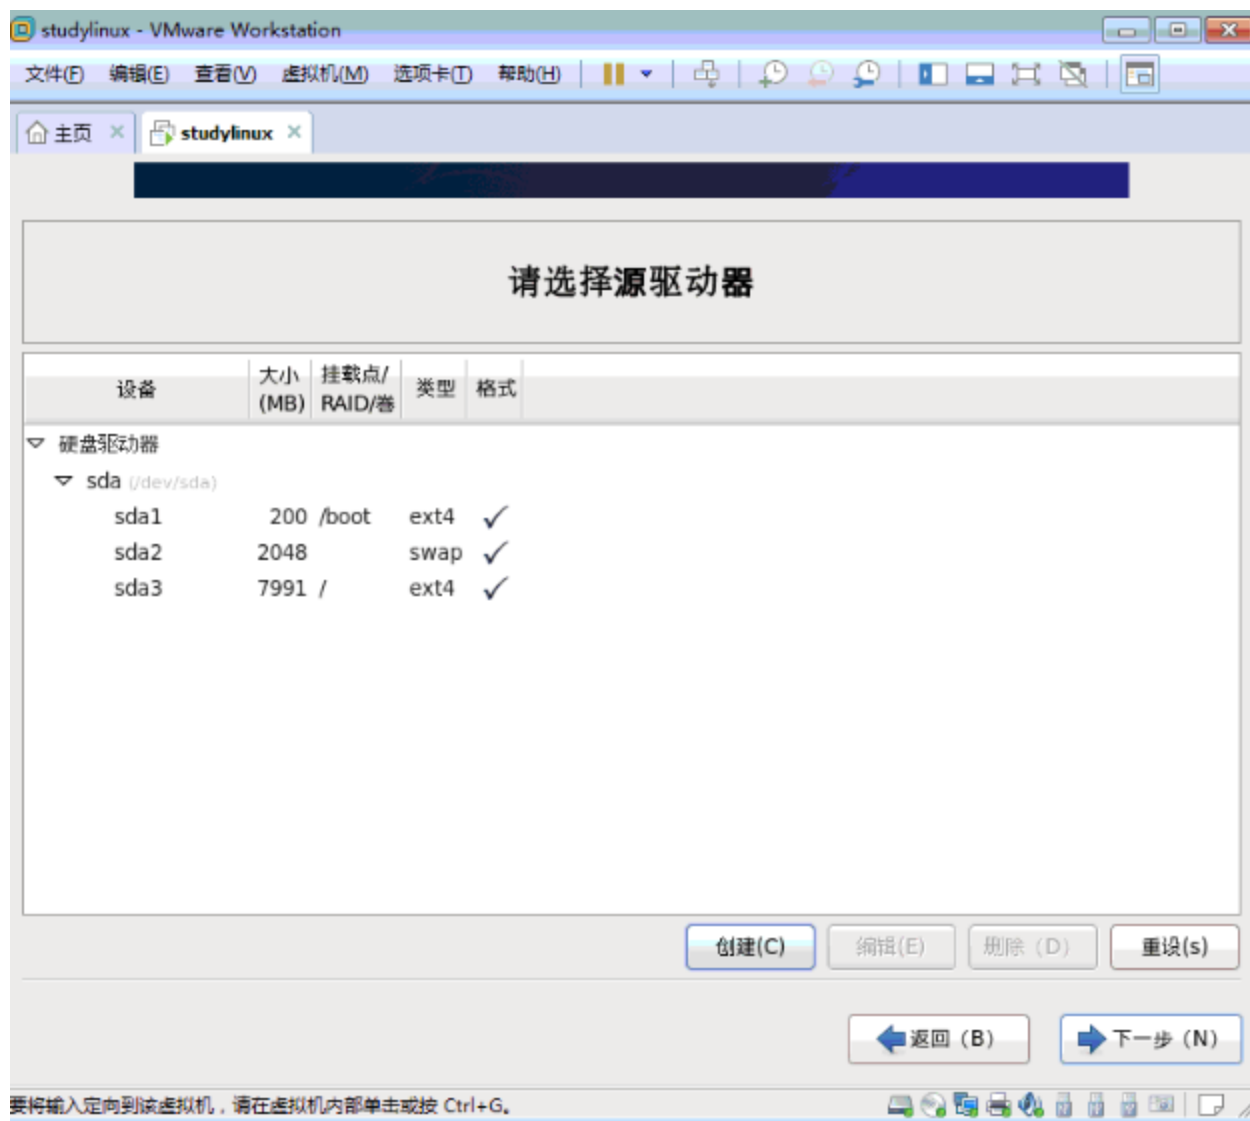 studylinux - VMware Workstation
文件(F) 编辑(E) 查看(V) 虚拟机(M) 选项卡(T) 帮助(H)
主页 studylinux
请选择源驱动器
设备 大小(MB) 挂载点/RAID/卷 类型 格式
硬盘驱动器
sda (/dev/sda)
sda1 200 /boot ext4
sda2 2048 swap
sda3 7991 / ext4
创建(C) 编辑(E) 删除（D） 重设(s)
返回（B） 下一步（N）
要将输入定向到该虚拟机，请在虚拟机内部单击或按 Ctrl+G。